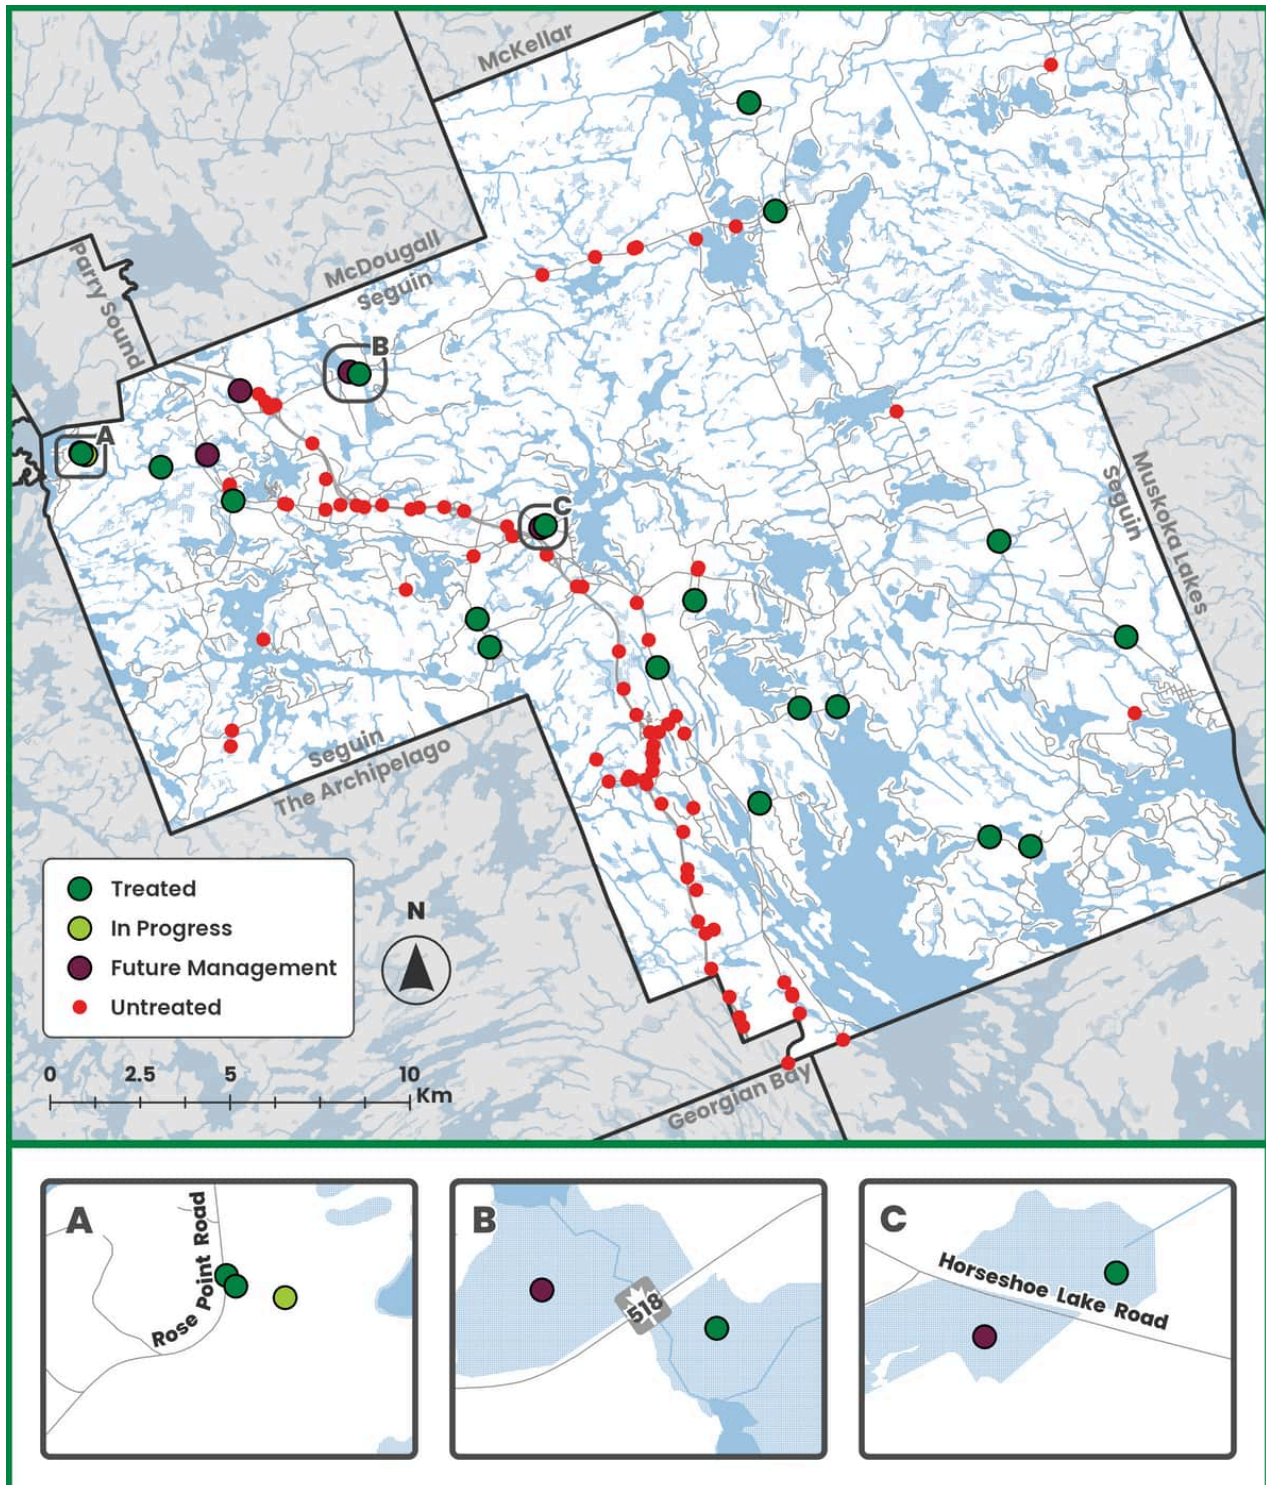 McKellar
McDougall
Seguin
Parry Sound
B
A
C
Muskoka Lakes
Seguin
Seguin
The Archipelago
Treated
In Progress
Future Management
Untreated
N
0 2.5 5 10
Km
Georgian Bay
A
Rose Point Road
B
518
C
Horseshoe Lake Road